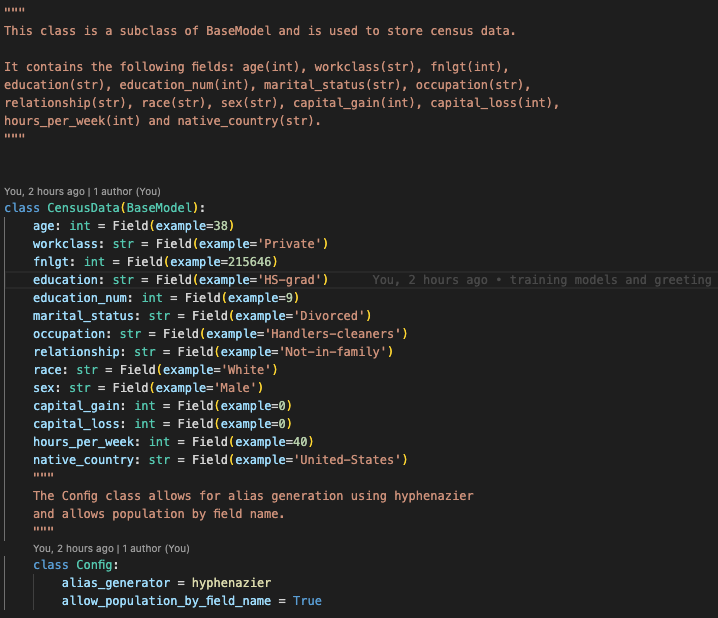 """
This class is a subclass of BaseModel and is used to store census data.

It contains the following fields: age(int), workclass(str), fnlgt(int),
education(str), education_num(int), marital_status(str), occupation(str),
relationship(str), race(str), sex(str), capital_gain(int), capital_loss(int),
hours_per_week(int) and native_country(str).
"""

You, 2 hours ago | 1 author (You)
class CensusData(BaseModel):
    age: int = Field(example=38)
    workclass: str = Field(example='Private')
    fnlgt: int = Field(example=215646)
    education: str = Field(example='HS-grad')    You, 2 hours ago • training models and greeting
    education_num: int = Field(example=9)
    marital_status: str = Field(example='Divorced')
    occupation: str = Field(example='Handlers-cleaners')
    relationship: str = Field(example='Not-in-family')
    race: str = Field(example='White')
    sex: str = Field(example='Male')
    capital_gain: int = Field(example=0)
    capital_loss: int = Field(example=0)
    hours_per_week: int = Field(example=40)
    native_country: str = Field(example='United-States')
    """
    The Config class allows for alias generation using hyphenazier
    and allows population by field name.
    """
    You, 2 hours ago | 1 author (You)
    class Config:
        alias_generator = hyphenazier
        allow_population_by_field_name = True